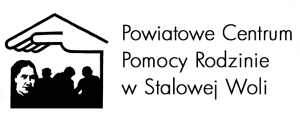 Powiatowe Centrum
Pomocy Rodzinie
w Stalowej Woli